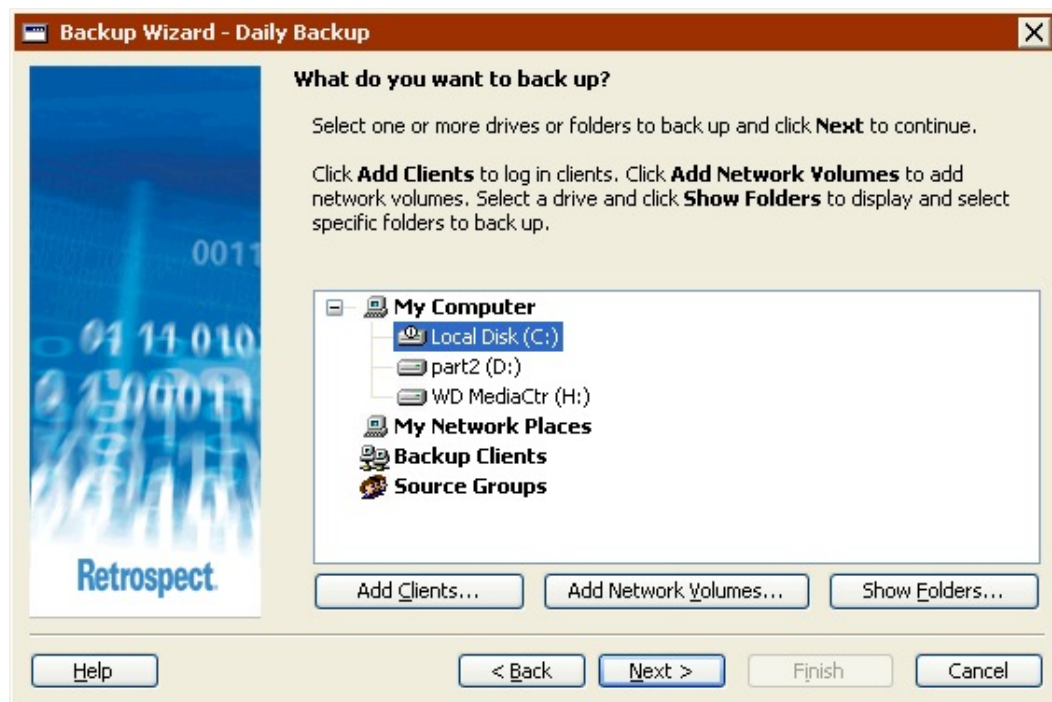 Backup Wizard - Daily Backup
What do you want to back up?
Select one or more drives or folders to back up and click Next to continue.
Click Add Clients to log in clients. Click Add Network Volumes to add
network volumes. Select a drive and click Show Folders to display and select
specific folders to back up.
0011
01 11 010
My Computer
Local Disk (C:)
part2 (D:)
WD MediaCtr (H:)
My Network Places
Backup Clients
Source Groups
Retrospect.
Add Clients...
Add Network Volumes...
Show Folders...
Help
< Back
Next >
Finish
Cancel